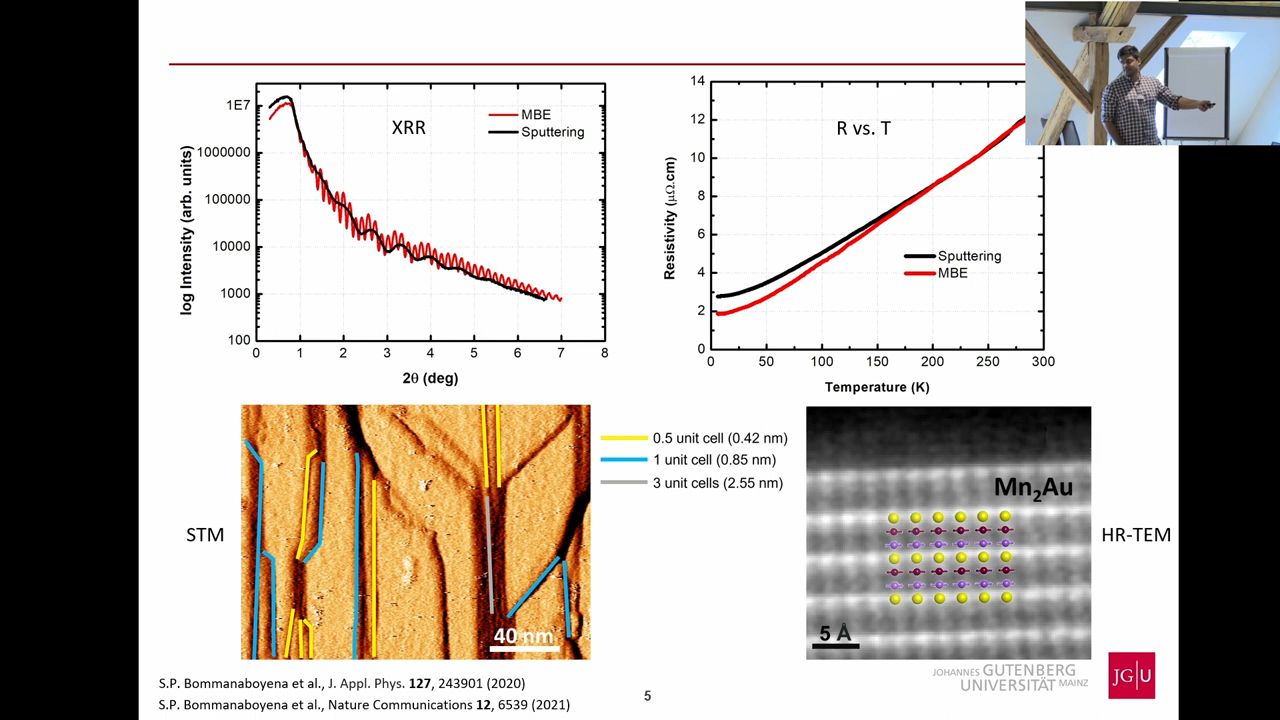 1E7
1000000
100000
10000
1000
100
0 1 2 3 4 5 6 7 8
log Intensity (arb. units)
2θ (deg)
XRR
MBE
Sputtering
14
12
10
8
6
4
2
0
0 50 100 150 200 250 300
Resistivity (μΩ.cm)
Temperature (K)
R vs. T
Sputtering
MBE
STM
40 nm
0.5 unit cell (0.42 nm)
1 unit cell (0.85 nm)
3 unit cells (2.55 nm)
Mn₂Au
5 Å
HR-TEM
S.P. Bommanaboyena et al., J. Appl. Phys. 127, 243901 (2020)
S.P. Bommanaboyena et al., Nature Communications 12, 6539 (2021)
5
JOHANNES GUTENBERG
UNIVERSITÄT MAINZ
JG|U